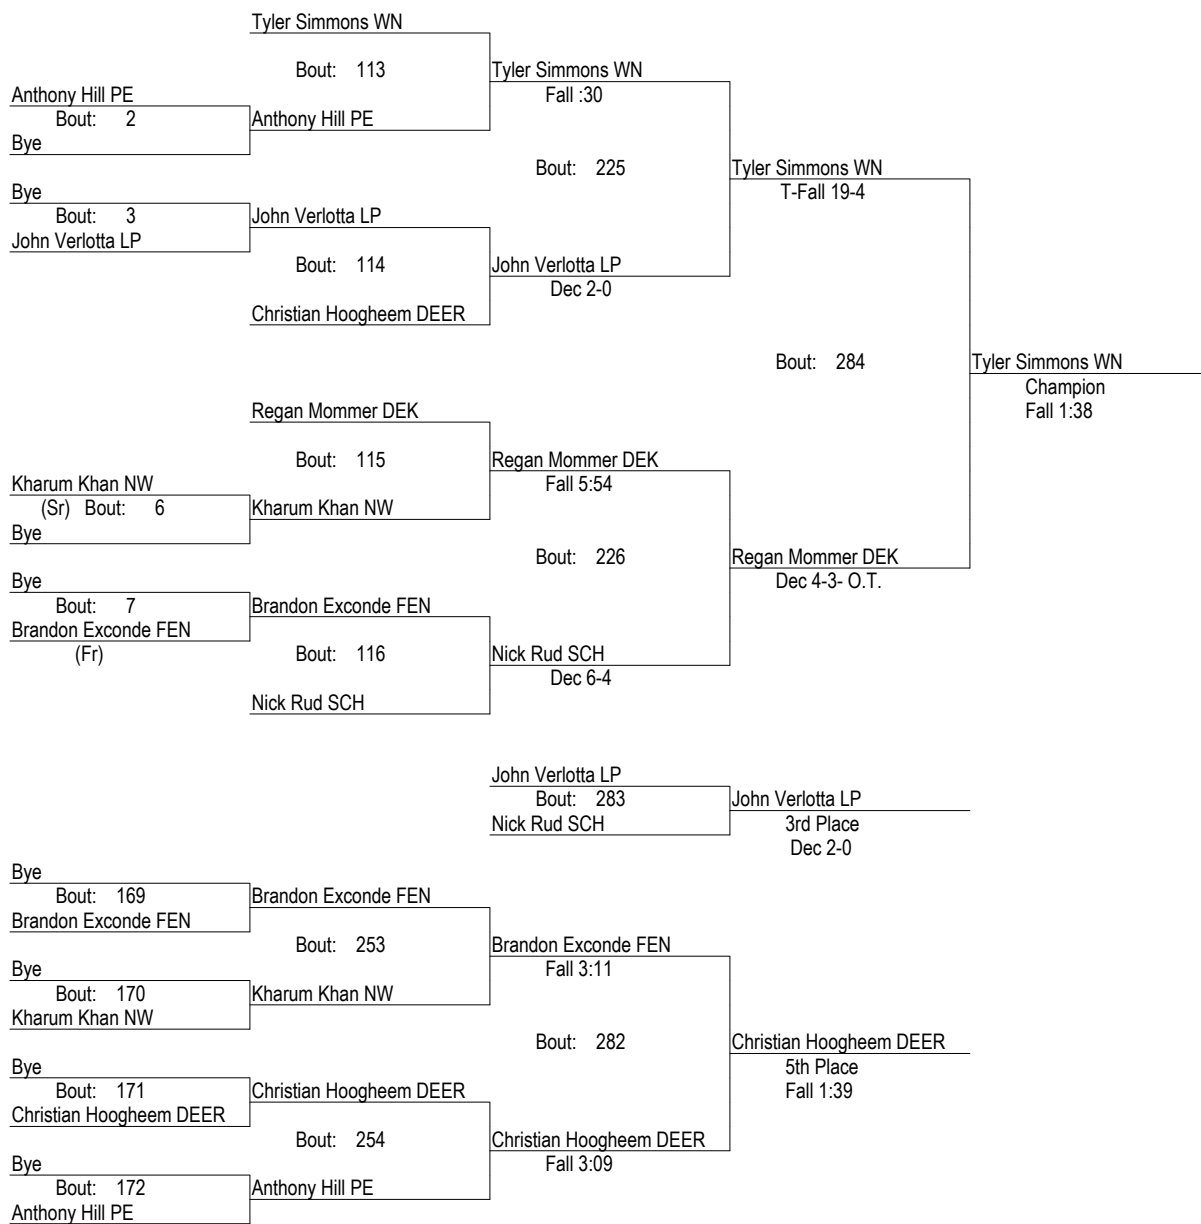 Tyler Simmons WN
Bout: 113
Tyler Simmons WN
Fall :30
Anthony Hill PE
Bout: 2
Anthony Hill PE
Bye
Bout: 225
Tyler Simmons WN
T-Fall 19-4
Bye
Bout: 3
John Verlotta LP
John Verlotta LP
Bout: 114
John Verlotta LP
Dec 2-0
Christian Hoogheem DEER
Bout: 284
Tyler Simmons WN
Champion
Fall 1:38
Regan Mommer DEK
Bout: 115
Regan Mommer DEK
Fall 5:54
Kharum Khan NW
(Sr) Bout: 6
Kharum Khan NW
Bye
Bout: 226
Regan Mommer DEK
Dec 4-3- O.T.
Bye
Bout: 7
Brandon Exconde FEN
Brandon Exconde FEN
(Fr)
Bout: 116
Nick Rud SCH
Dec 6-4
Nick Rud SCH
John Verlotta LP
Bout: 283
John Verlotta LP
Nick Rud SCH
3rd Place
Dec 2-0
Bye
Bout: 169
Brandon Exconde FEN
Brandon Exconde FEN
Bout: 253
Brandon Exconde FEN
Fall 3:11
Bye
Bout: 170
Kharum Khan NW
Kharum Khan NW
Bout: 282
Christian Hoogheem DEER
5th Place
Fall 1:39
Bye
Bout: 171
Christian Hoogheem DEER
Christian Hoogheem DEER
Bout: 254
Christian Hoogheem DEER
Fall 3:09
Bye
Bout: 172
Anthony Hill PE
Anthony Hill PE